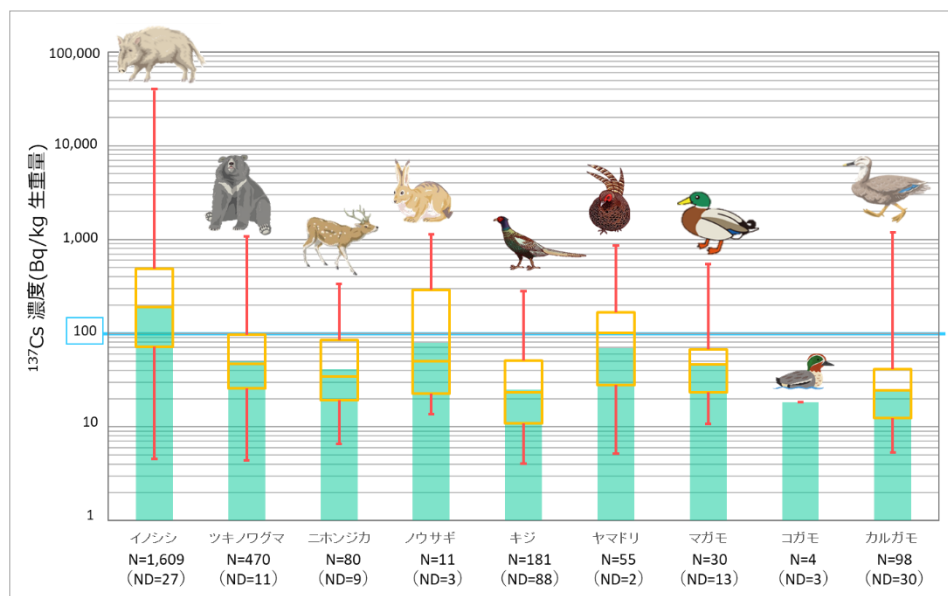 137Cs 濃度(Bq/kg 生重量)
100,000
10,000
1,000
100
10
1
イノシシ
N=1,609
(ND=27)
ツキノワグマ
N=470
(ND=11)
ニホンジカ
N=80
(ND=9)
ノウサギ
N=11
(ND=3)
キジ
N=181
(ND=88)
ヤマドリ
N=55
(ND=2)
マガモ
N=30
(ND=13)
コガモ
N=4
(ND=3)
カルガモ
N=98
(ND=30)